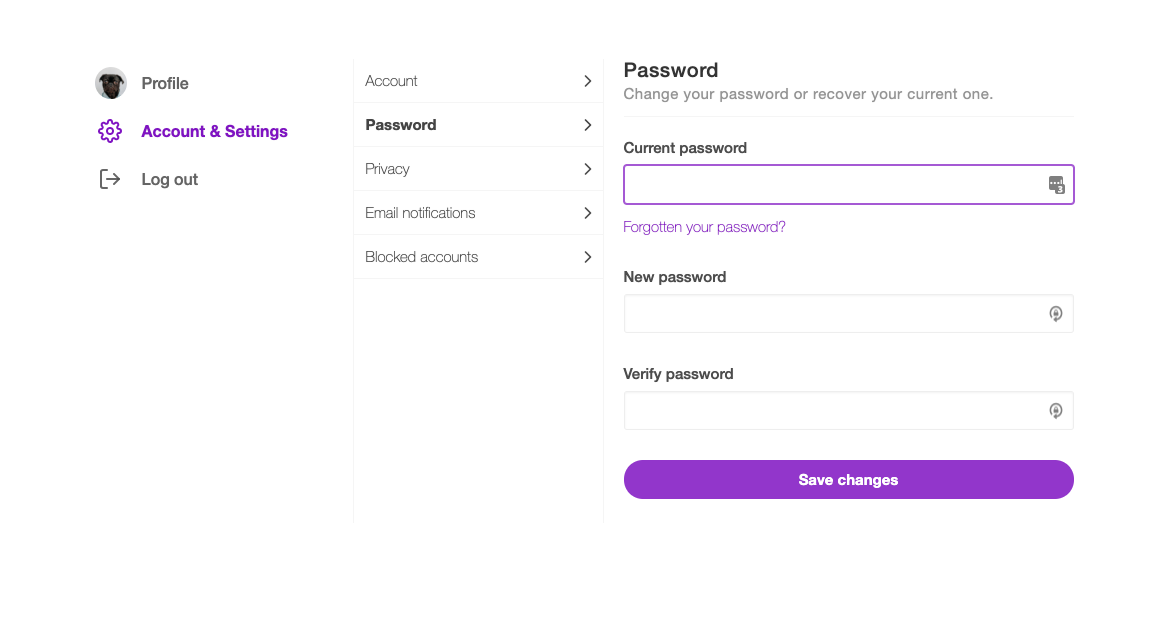 Profile
Account & Settings
Log out
Account
Password
Privacy
Email notifications
Blocked accounts
Password
Change your password or recover your current one.
Current password
3
Forgotten your password?
New password
Verify password
Save changes